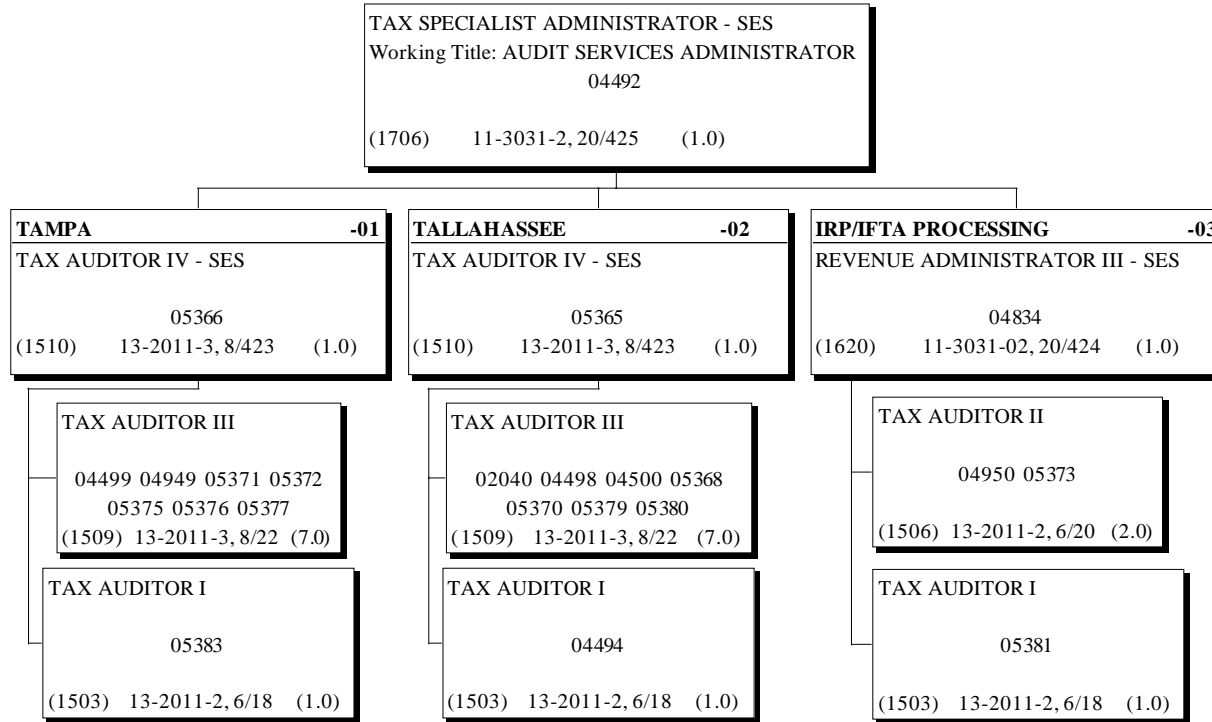 TAX SPECIALIST ADMINISTRATOR - SES
Working Title: AUDIT SERVICES ADMINISTRATOR
04492
(1706) 11-3031-2, 20/425 (1.0)
TAMPA -01
TAX AUDITOR IV - SES
05366
(1510) 13-2011-3, 8/423 (1.0)
TALLAHASSEE -02
TAX AUDITOR IV - SES
05365
(1510) 13-2011-3, 8/423 (1.0)
IRP/IFTA PROCESSING -03
REVENUE ADMINISTRATOR III - SES
04834
(1620) 11-3031-02, 20/424 (1.0)
TAX AUDITOR III
04499 04949 05371 05372
05375 05376 05377
(1509) 13-2011-3, 8/22 (7.0)
TAX AUDITOR III
02040 04498 04500 05368
05370 05379 05380
(1509) 13-2011-3, 8/22 (7.0)
TAX AUDITOR II
04950 05373
(1506) 13-2011-2, 6/20 (2.0)
TAX AUDITOR I
05383
(1503) 13-2011-2, 6/18 (1.0)
TAX AUDITOR I
04494
(1503) 13-2011-2, 6/18 (1.0)
TAX AUDITOR I
05381
(1503) 13-2011-2, 6/18 (1.0)